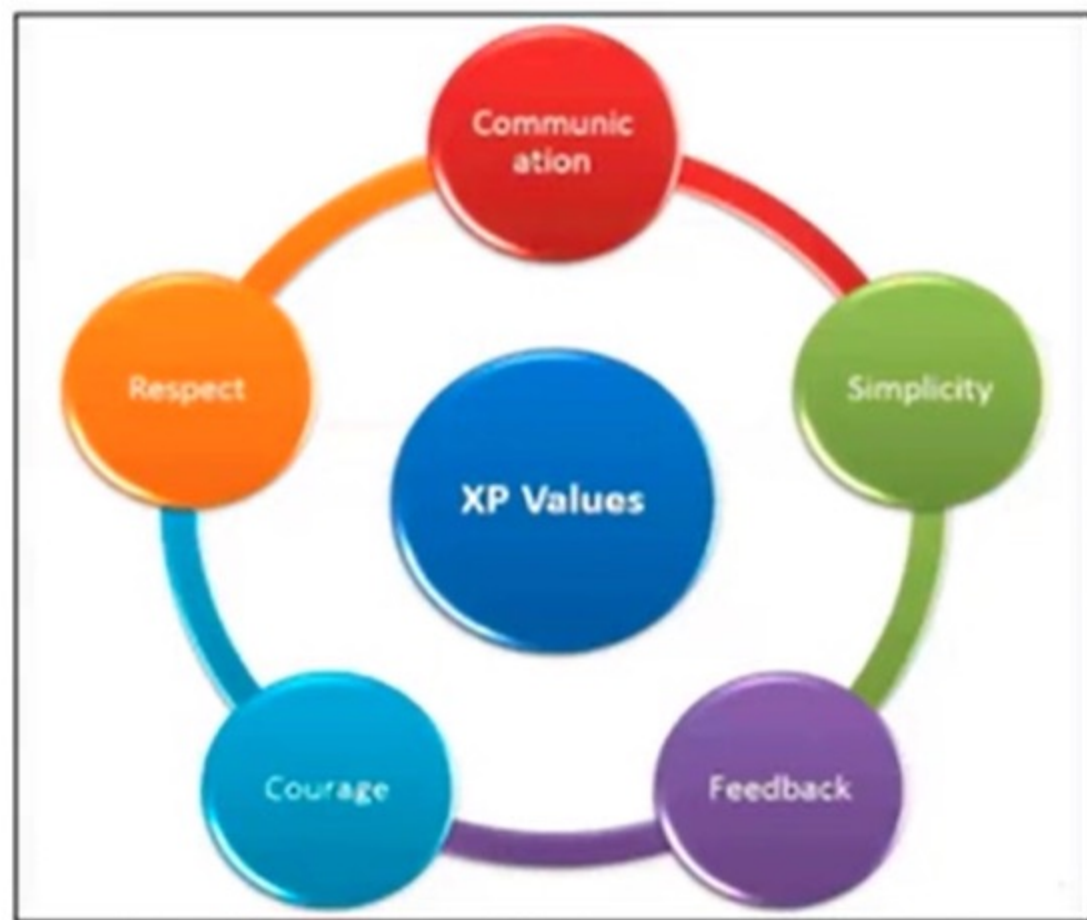 Communic
ation
Respect
Simplicity
XP Values
Courage
Feedback